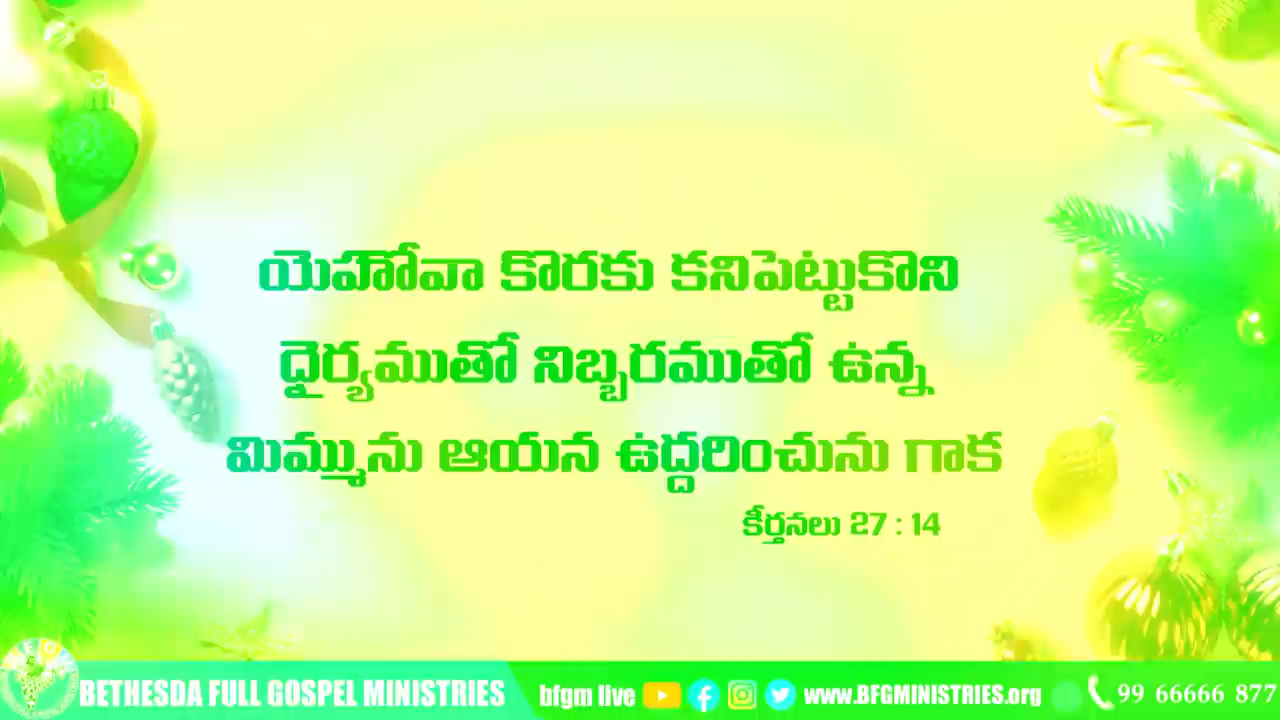 యెహోవా కొరకు కనిపెట్టుకొని
ధైర్యముతో నిబ్బరముతో ఉన్న
మిమ్మును ఆయన ఉద్దరించును గాక
కీర్తనలు 27 : 14
BETHESDA FULL GOSPEL MINISTRIES bfgm live www.BFGMINISTRIES.org 99 66666 877